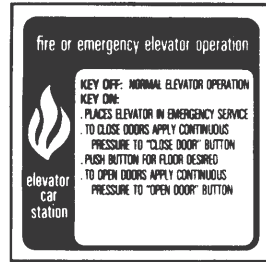 fire or emergency elevator operation
KEY OFF: NORMAL ELEVATOR OPERATION
KEY ON:
. PLACES ELEVATOR IN EMERGENCY SERVICE
. TO CLOSE DOORS APPLY CONTINUOUS
PRESSURE TO "CLOSE DOOR" BUTTON
. PUSH BUTTON FOR FLOOR DESIRED
. TO OPEN DOORS APPLY CONTINUOUS
PRESSURE TO "OPEN DOOR" BUTTON
elevator
car
station